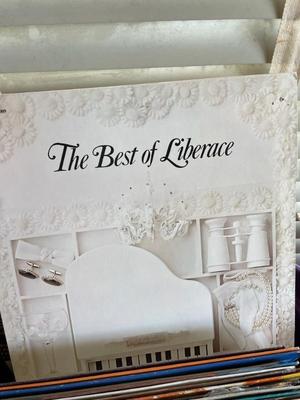 The Best of Liberace